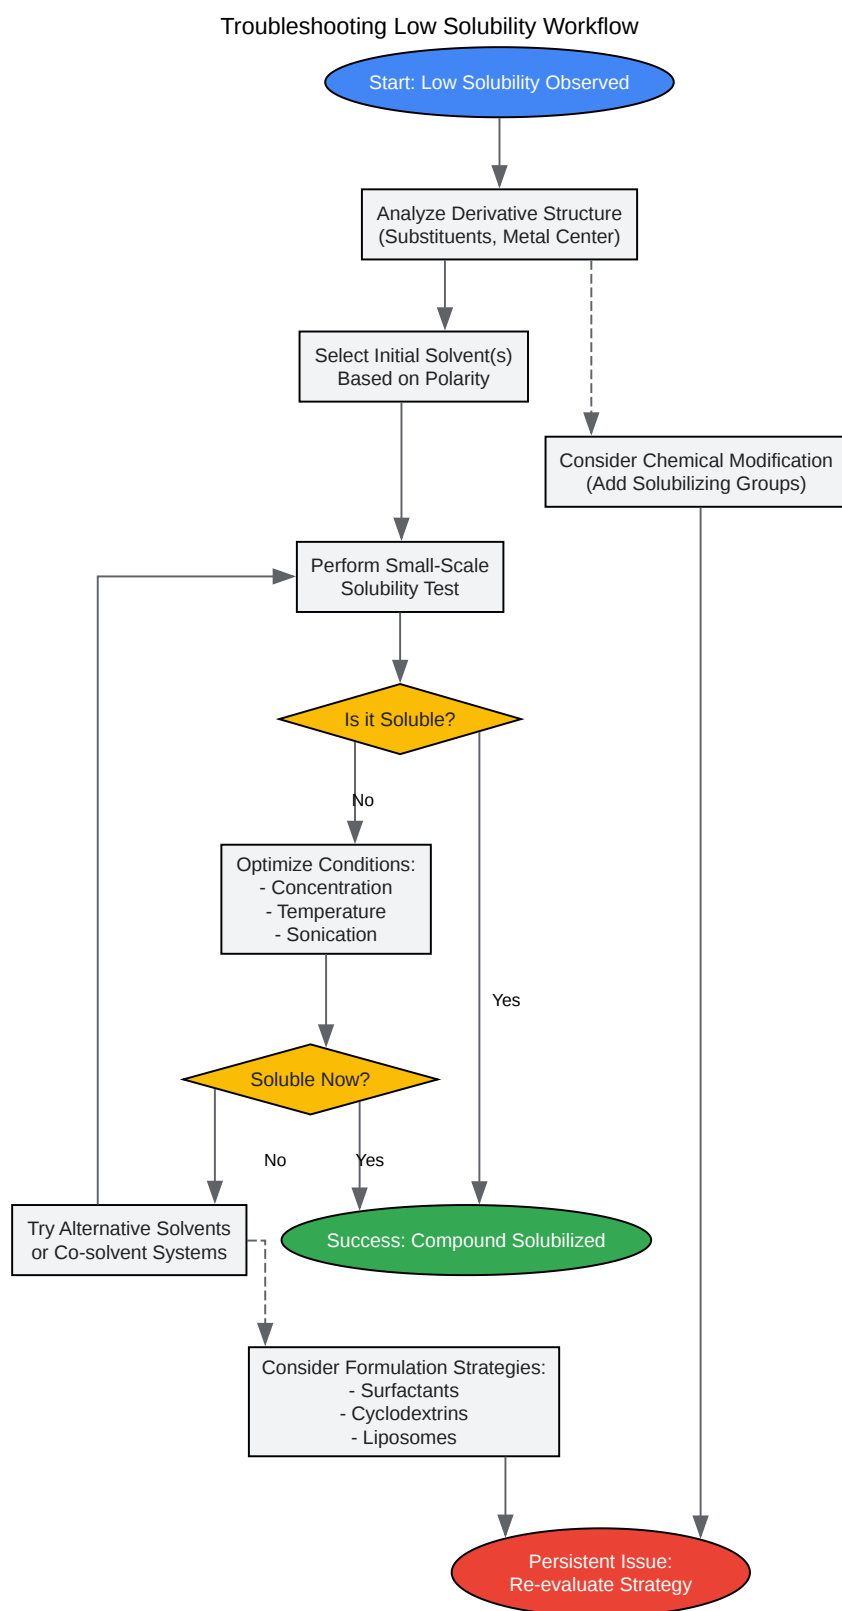 Troubleshooting Low Solubility Workflow
Start: Low Solubility Observed
Analyze Derivative Structure
(Substituents, Metal Center)
Select Initial Solvent(s)
Based on Polarity
Consider Chemical Modification
(Add Solubilizing Groups)
Perform Small-Scale
Solubility Test
Is it Soluble?
No
Optimize Conditions:
- Concentration
- Temperature
- Sonication
Yes
Soluble Now?
No
Yes
Try Alternative Solvents
or Co-solvent Systems
Success: Compound Solubilized
Consider Formulation Strategies:
- Surfactants
- Cyclodextrins
- Liposomes
Persistent Issue:
Re-evaluate Strategy